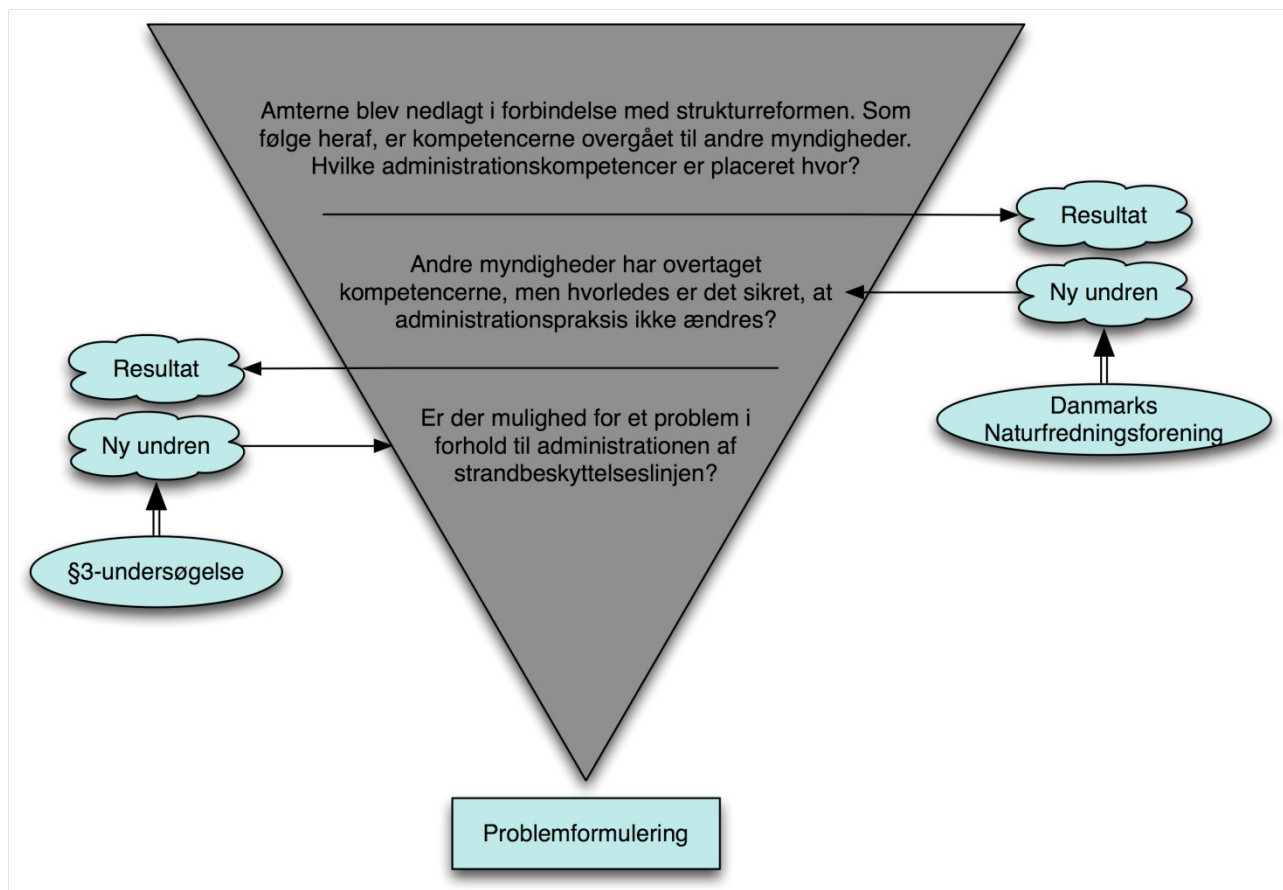 Amterne blev nedlagt i forbindelse med strukturreformen. Som
følge heraf, er kompetencerne overgået til andre myndigheder.
Hvilke administrationskompetencer er placeret hvor?
Resultat
Andre myndigheder har overtaget
kompetencerne, men hvorledes er det sikret, at
administrationspraksis ikke ændres?
Ny undren
Danmarks
Naturfredningsforening
Resultat
Ny undren
§3-undersøgelse
Er der mulighed for et problem i
forhold til administrationen af
strandbeskyttelseslinjen?
Problemformulering